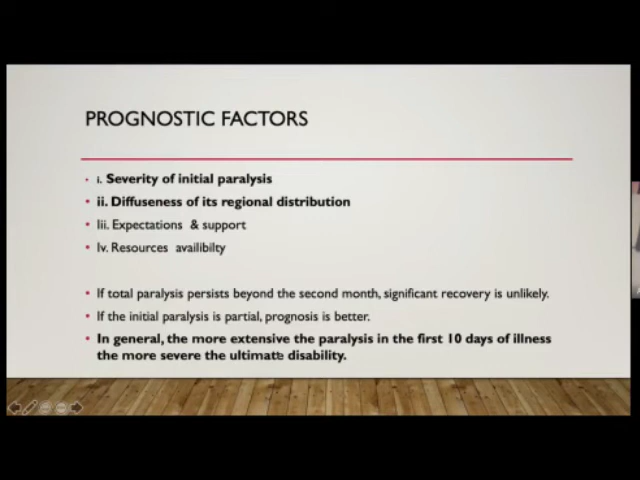 PROGNOSTIC FACTORS
• i. Severity of initial paralysis
• ii. Diffuseness of its regional distribution
• Iii. Expectations & support
• Iv. Resources availibilty
• If total paralysis persists beyond the second month, significant recovery is unlikely.
• If the initial paralysis is partial, prognosis is better.
• In general, the more extensive the paralysis in the first 10 days of illness
the more severe the ultimate disability.